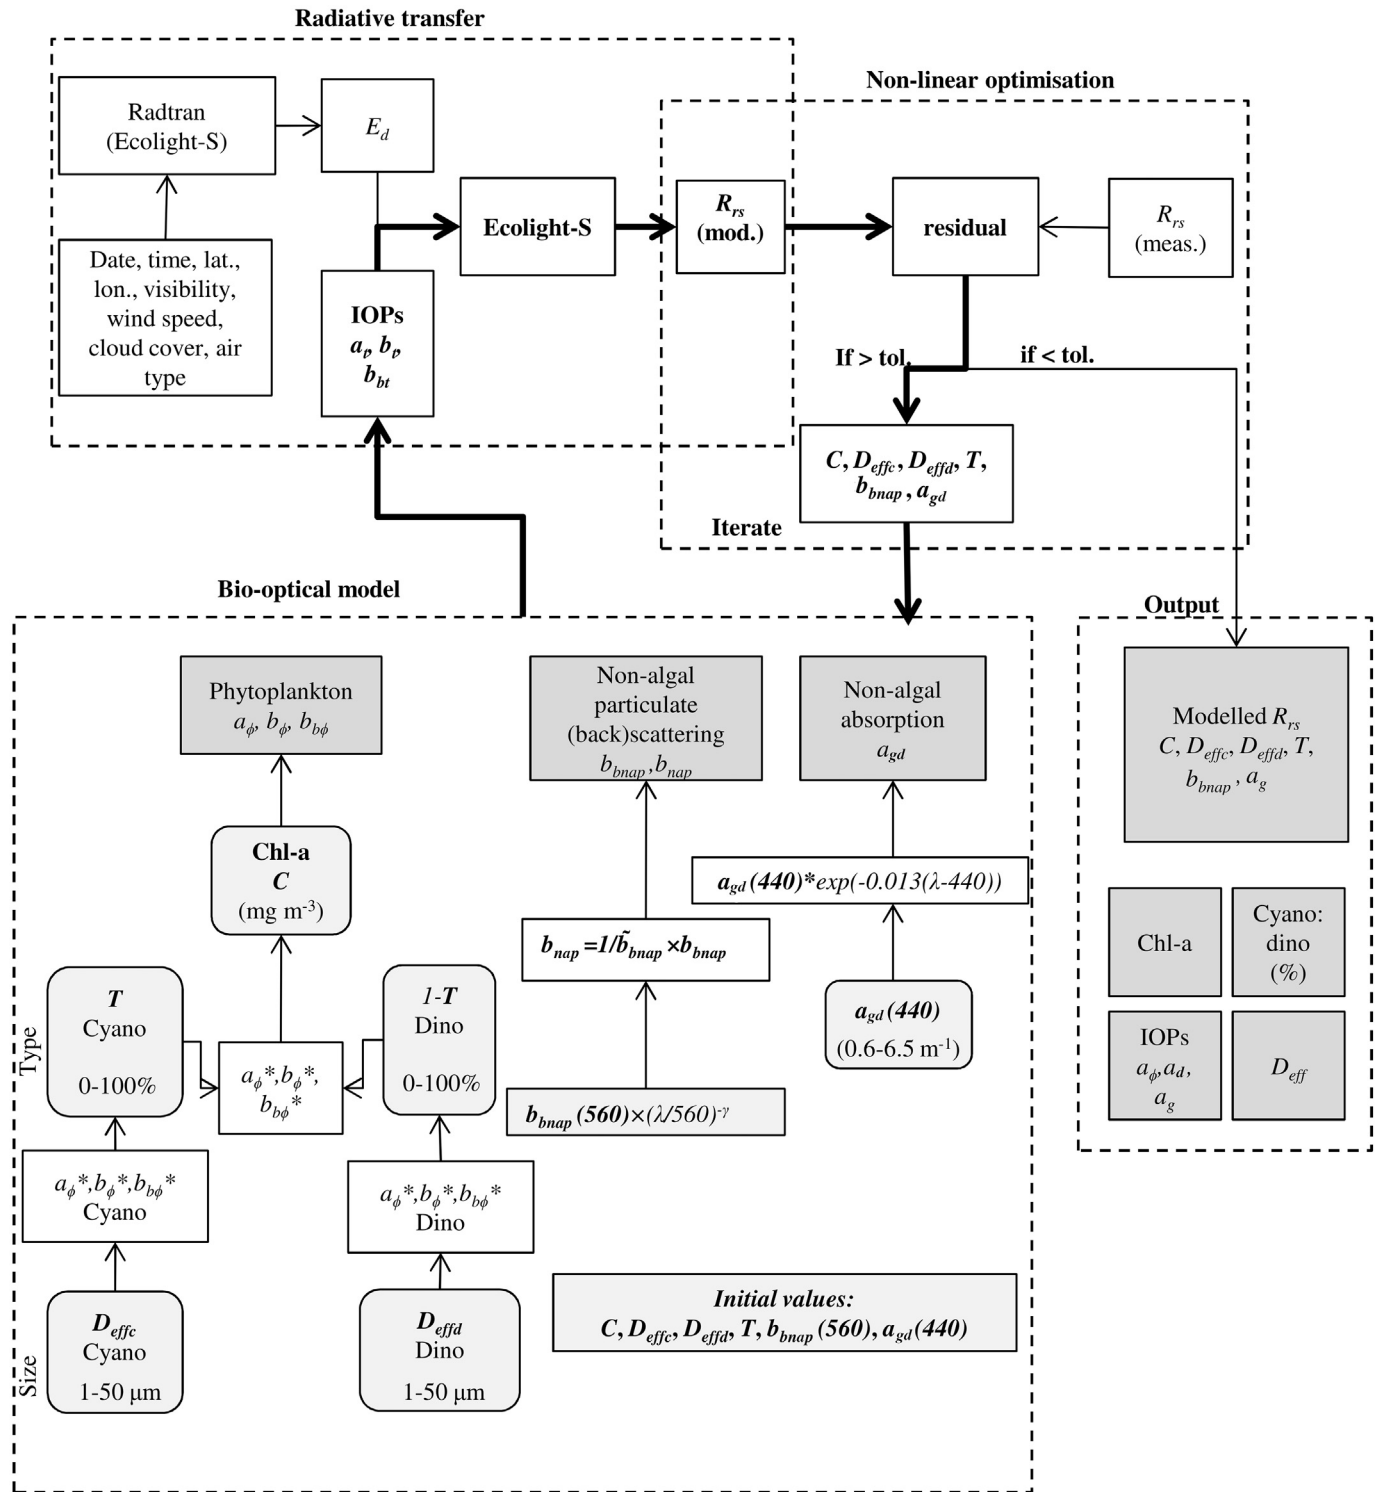 Radiative transfer
Radtran
(Ecolight-S)
E_d
Date, time, lat.,
lon., visibility,
wind speed,
cloud cover, air
type
IOPs
a_t, b_t,
b_bt
Ecolight-S
Non-linear optimisation
R_rs
(mod.)
residual
R_rs
(meas.)
If > tol.
if < tol.
C, D_effc, D_effd, T,
b_bnap, a_gd
Iterate
Bio-optical model
Phytoplankton
a_ϕ, b_ϕ, b_bϕ
Non-algal
particulate
(back)scattering
b_bnap,b_nap
Non-algal
absorption
a_gd
Chl-a
C
(mg m⁻³)
a_gd(440)*exp(-0.013(λ-440))
b_nap =1/b̃_bnap ×b_bnap
a_gd(440)
(0.6-6.5 m⁻¹)
b_bnap(560)×(λ/560)^-γ
Type
T
Cyano
0-100%
a_ϕ*,b_ϕ*,
b_bϕ*
1-T
Dino
0-100%
a_ϕ*,b_ϕ*,b_bϕ*
Cyano
a_ϕ*,b_ϕ*,b_bϕ*
Dino
Size
D_effc
Cyano
1-50 µm
D_effd
Dino
1-50 µm
Initial values:
C, D_effc, D_effd, T, b_bnap(560), a_gd(440)
Output
Modelled R_rs
C, D_effc, D_effd, T,
b_bnap, a_g
Chl-a
Cyano:
dino
(%)
IOPs
a_ϕ,a_d,
a_g
D_eff